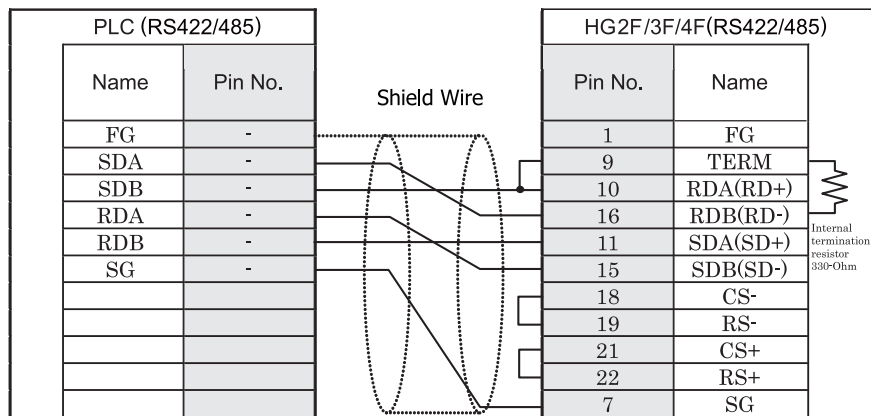 PLC (RS422/485)
Name Pin No.
FG -
SDA -
SDB -
RDA -
RDB -
SG -
Shield Wire
HG2F/3F/4F(RS422/485)
Pin No. Name
1 FG
9 TERM
10 RDA(RD+)
16 RDB(RD-)
11 SDA(SD+)
15 SDB(SD-)
18 CS-
19 RS-
21 CS+
22 RS+
7 SG
Internal
termination
resistor
330-Ohm